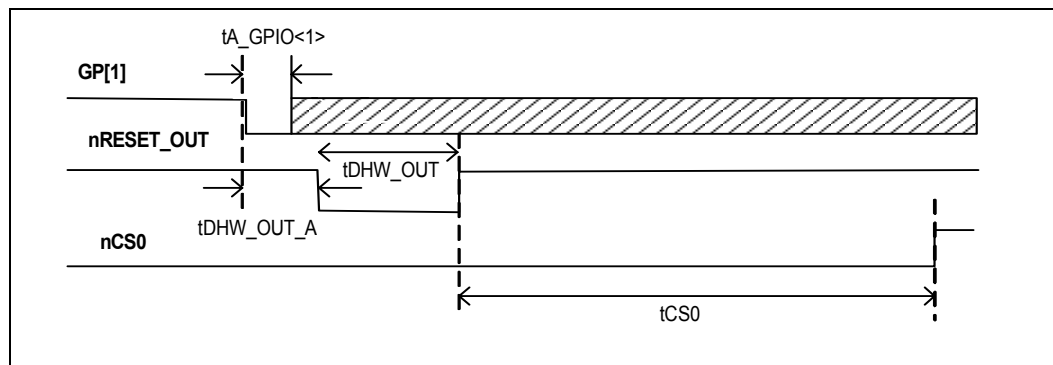 tA_GPIO<1>
GP[1]
nRESET_OUT
tDHW_OUT
tDHW_OUT_A
nCS0
tCS0